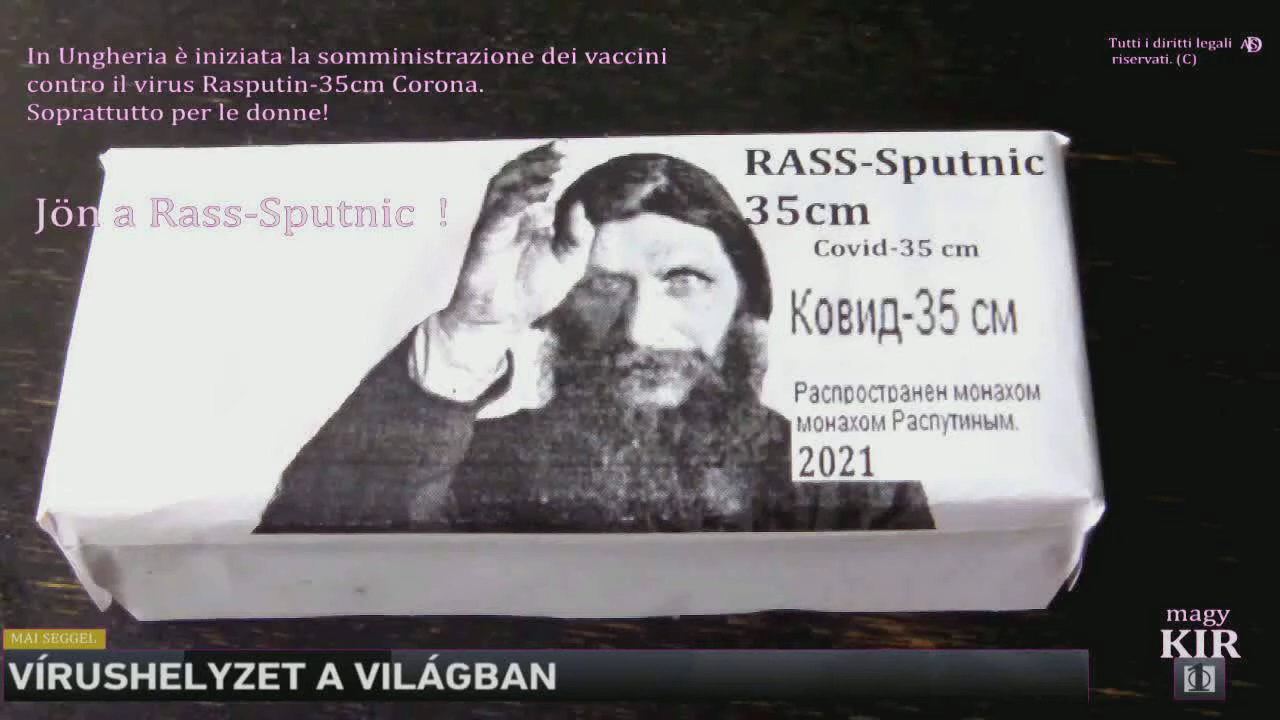 In Ungheria è iniziata la somministrazione dei vaccini
contro il virus Rasputin-35cm Corona.
Soprattutto per le donne!
Tutti i diritti legali
riservati. (C)
Jön a Rass-Sputnic !
RASS-Sputnic
35cm
Covid-35 cm
Ковид-35 см
Распространен монахом
монахом Распутиным.
2021
MAI SEGGEL
VÍRUSHELYZET A VILÁGBAN
magy
KIR
1